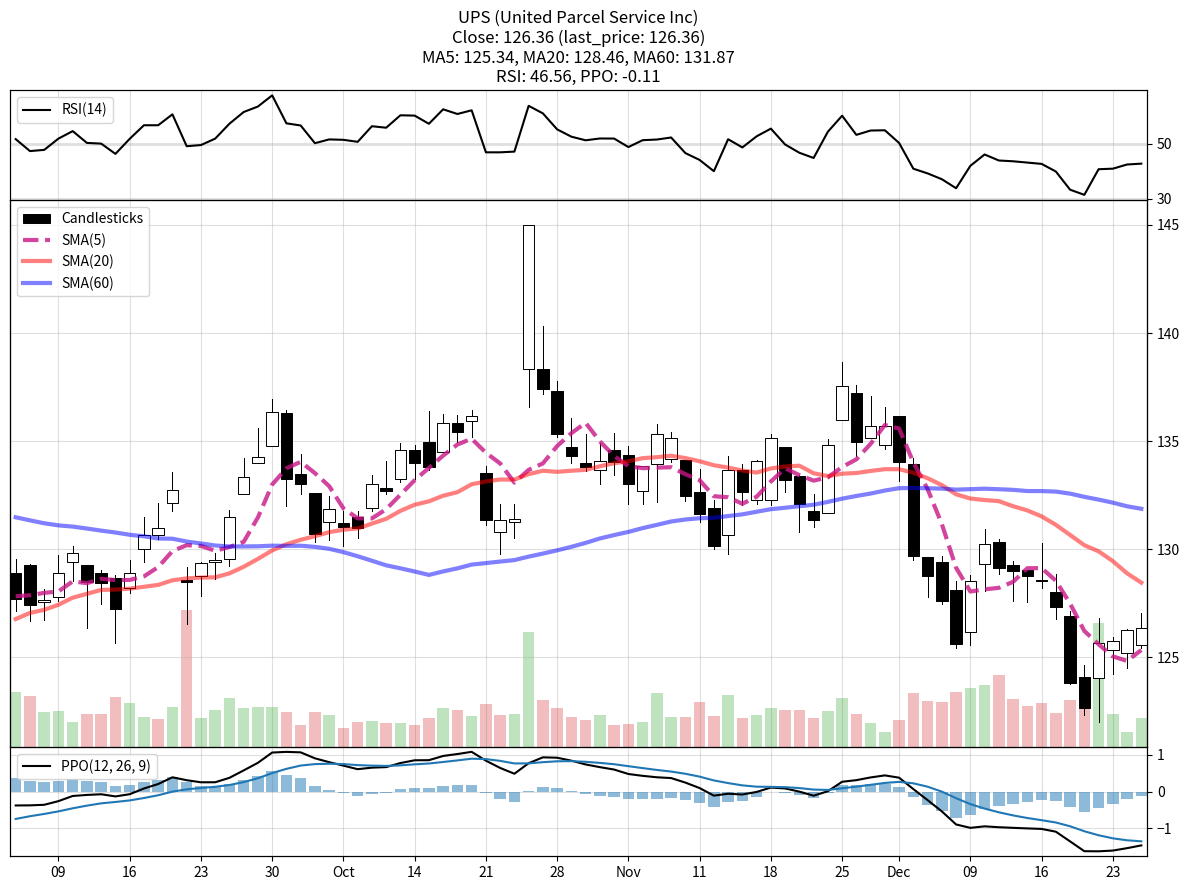 UPS (United Parcel Service Inc)
Close: 126.36 (last_price: 126.36)
MA5: 125.34, MA20: 128.46, MA60: 131.87
RSI: 46.56, PPO: -0.11
RSI(14)
50
30
Candlesticks
SMA(5)
SMA(20)
SMA(60)
145
140
135
130
125
PPO(12, 26, 9)
1
0
−1
09 16 23 30 Oct 14 21 28 Nov 11 18 25 Dec 09 16 23